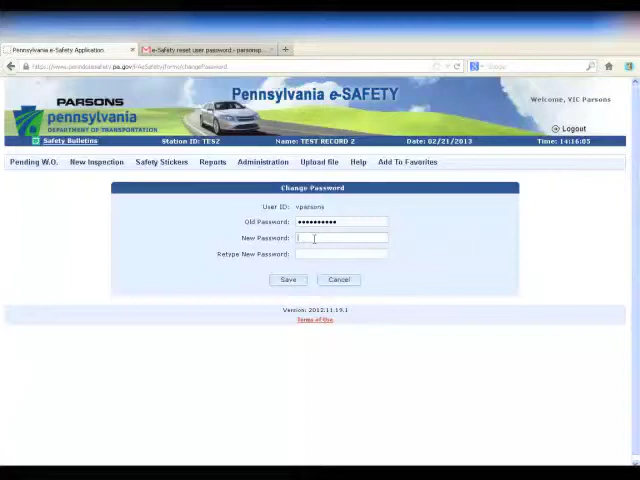 Pennsylvania e-Safety Application
e-Safety reset user password - parsonsp...
https://www.penndotesafety.pa.gov/PAeSafety/forms/changePassword
Google
PARSONS
pennsylvania
DEPARTMENT OF TRANSPORTATION
Pennsylvania e-SAFETY
Welcome, VIC Parsons
Logout
Safety Bulletins Station ID: TES2 Name: TEST RECORD 2 Date: 02/21/2013 Time: 14:16:05
Pending W.O. New Inspection Safety Stickers Reports Administration Upload file Help Add To Favorites
Change Password
User ID: vparsons
Old Password: ••••••••••
New Password:
Retype New Password:
Save Cancel
Version: 2012.11.19.1
Terms of Use